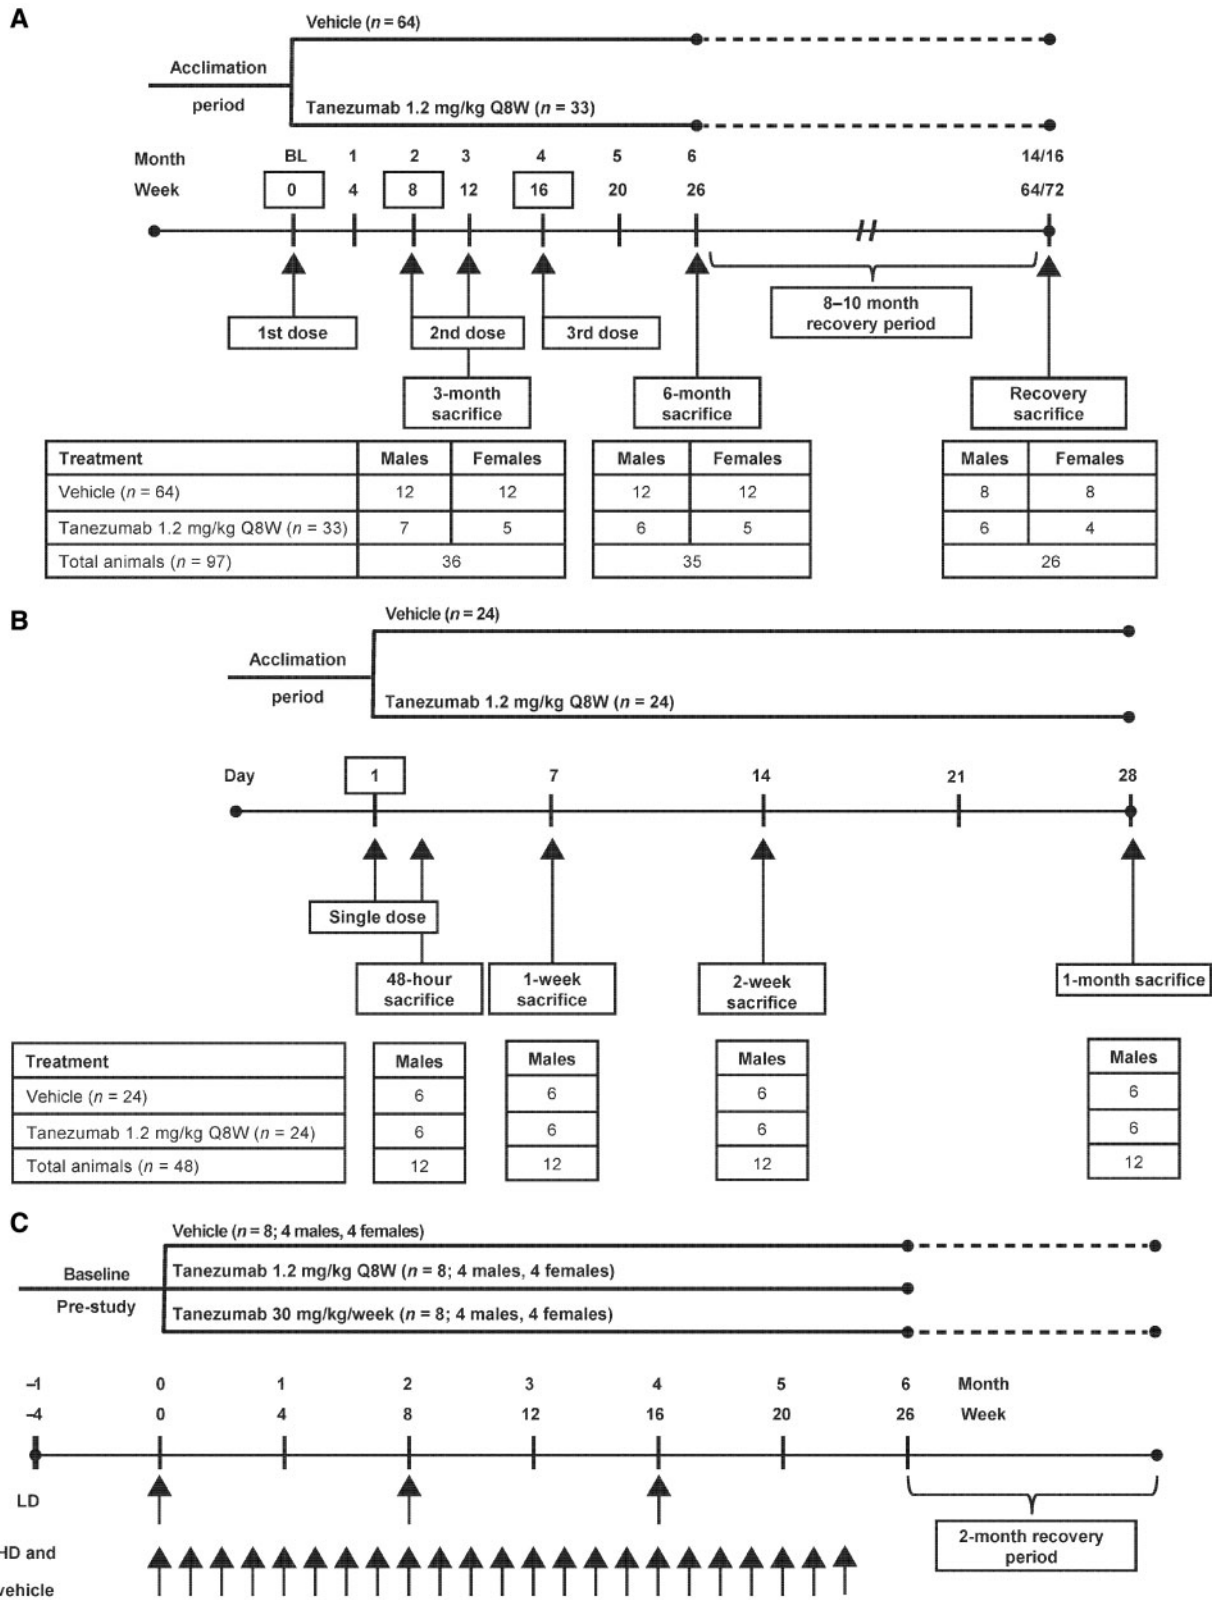 A
Vehicle (n = 64)
Acclimation
period
Tanezumab 1.2 mg/kg Q8W (n = 33)
Month BL 1 2 3 4 5 6 14/16
Week 0 4 8 12 16 20 26 64/72
1st dose 2nd dose 3rd dose
8–10 month
recovery period
3-month
sacrifice
6-month
sacrifice
Recovery
sacrifice
Treatment Males Females Males Females Males Females
Vehicle (n = 64) 12 12 12 12 8 8
Tanezumab 1.2 mg/kg Q8W (n = 33) 7 5 6 5 6 4
Total animals (n = 97) 36 35 26
B
Vehicle (n = 24)
Acclimation
period
Tanezumab 1.2 mg/kg Q8W (n = 24)
Day 1 7 14 21 28
Single dose
48-hour
sacrifice
1-week
sacrifice
2-week
sacrifice
1-month sacrifice
Treatment Males Males Males Males
Vehicle (n = 24) 6 6 6 6
Tanezumab 1.2 mg/kg Q8W (n = 24) 6 6 6 6
Total animals (n = 48) 12 12 12 12
C
Vehicle (n = 8; 4 males, 4 females)
Baseline
Pre-study
Tanezumab 1.2 mg/kg Q8W (n = 8; 4 males, 4 females)
Tanezumab 30 mg/kg/week (n = 8; 4 males, 4 females)
–1 0 1 2 3 4 5 6 Month
–4 0 4 8 12 16 20 26 Week
LD
HD and
vehicle
2-month recovery
period